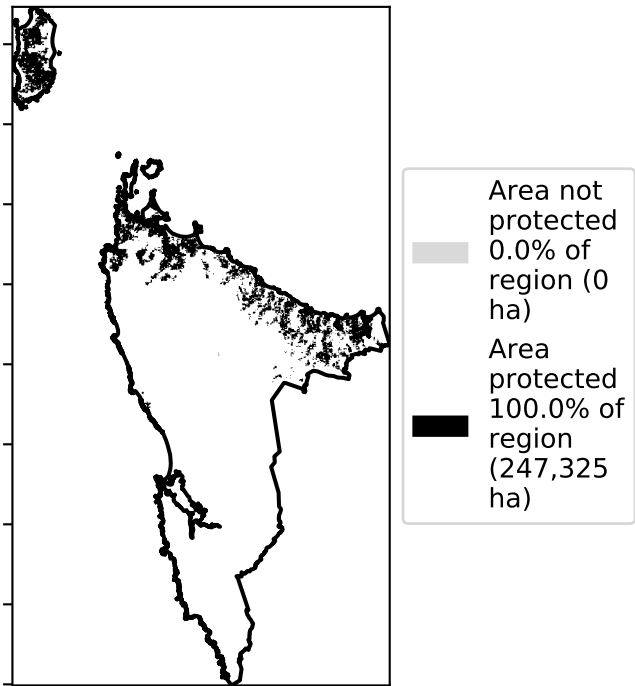 Area not
protected
0.0% of
region (0
ha)
Area
protected
100.0% of
region
(247,325
ha)